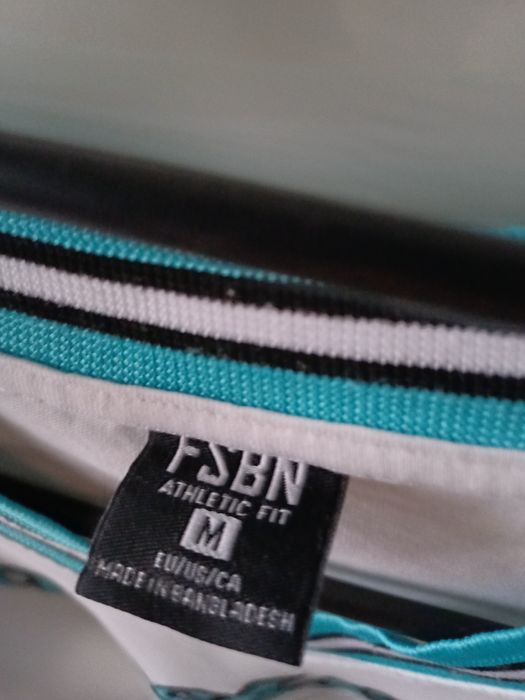 FSBN
ATHLETIC FIT
M
EU/US/CA
MADE IN BANGLADESH